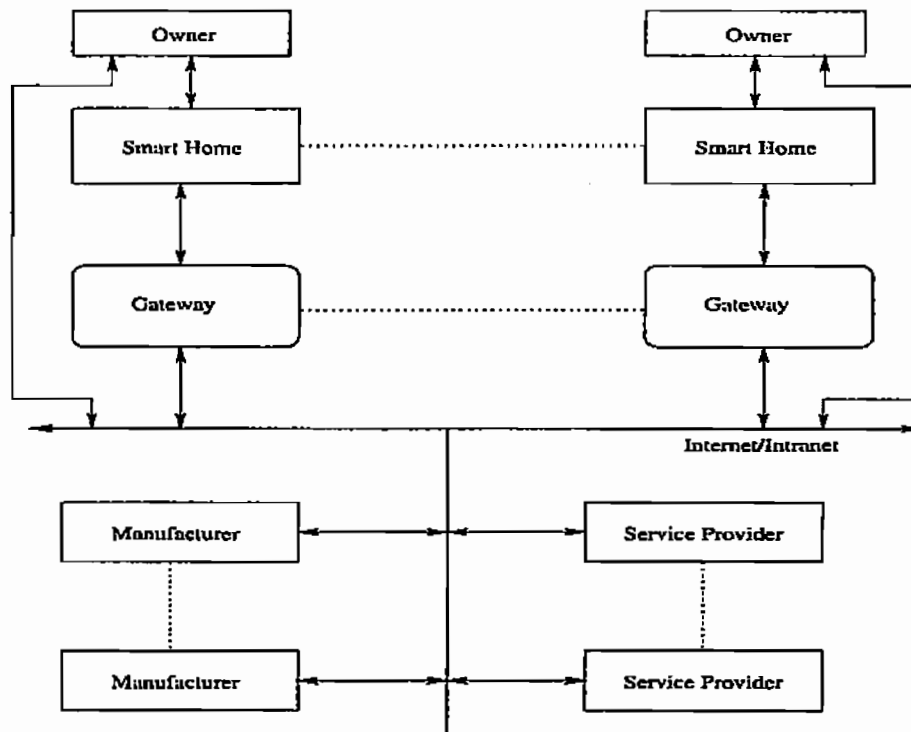 Owner
Owner
Smart Home
Smart Home
Gateway
Gateway
Internet/Intranet
Manufacturer
Service Provider
Manufacturer
Service Provider